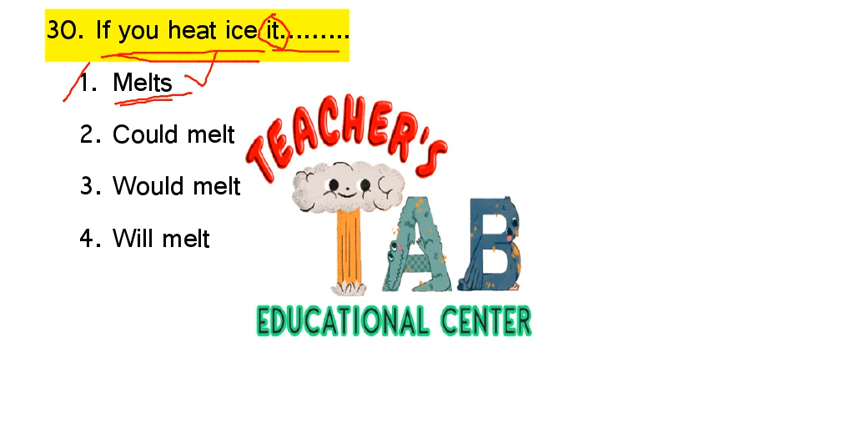 30. If you heat ice it.........
1. Melts
2. Could melt
3. Would melt
4. Will melt
TEACHER'S
TAB
EDUCATIONAL CENTER